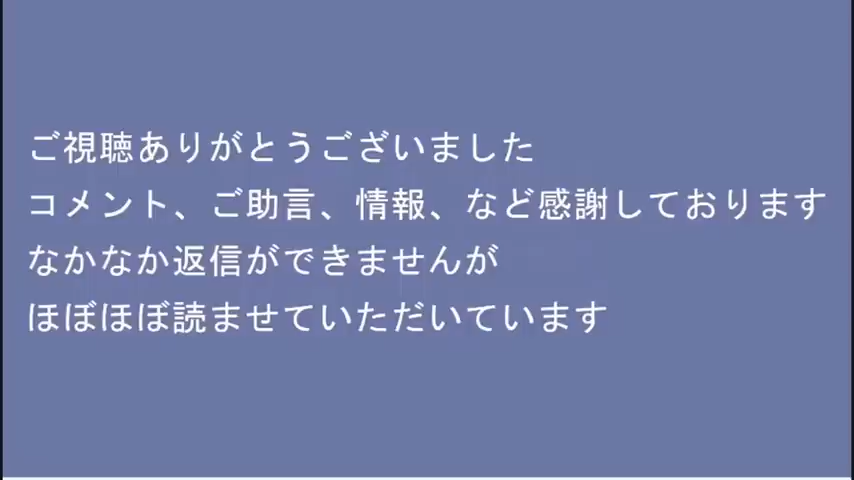 ご視聴ありがとうございました
コメント、ご助言、情報、など感謝しております
なかなか返信ができませんが
ほぼほぼ読ませていただいています